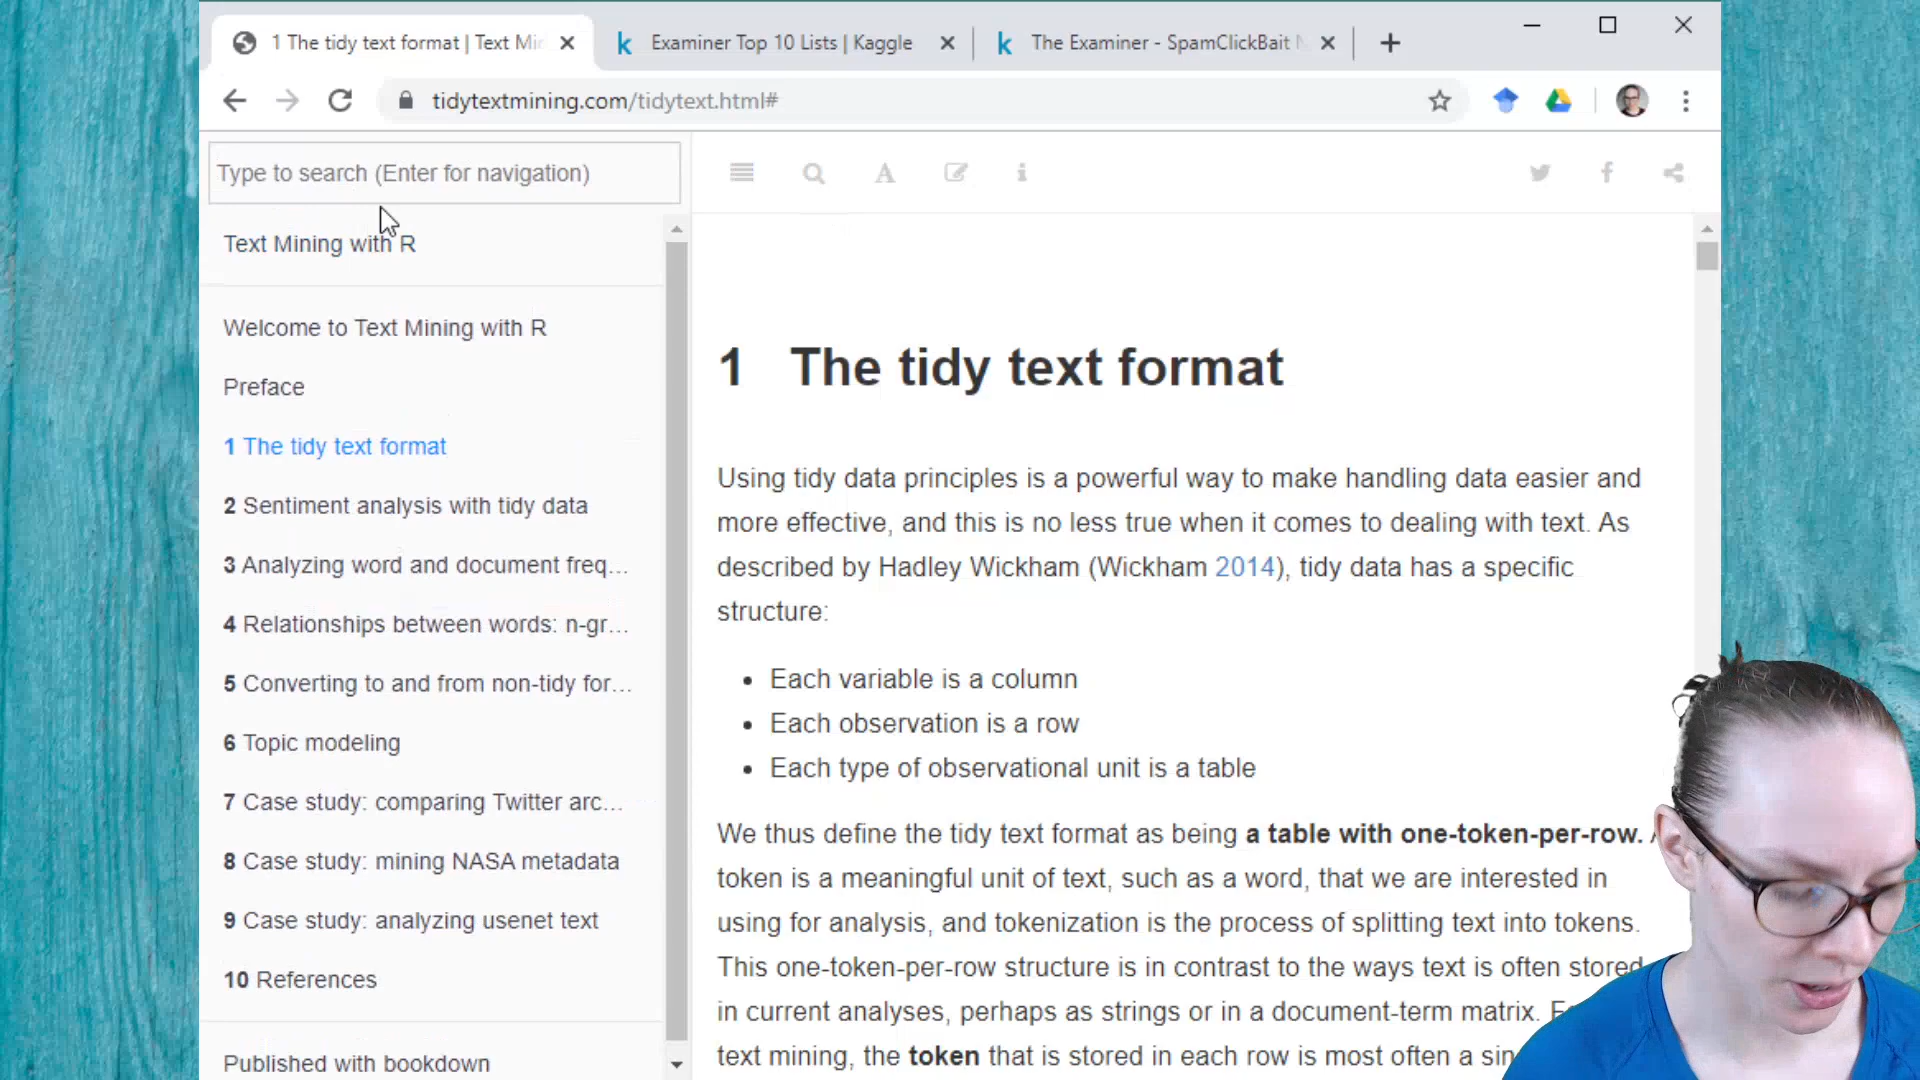 1 The tidy text format | Text Min
Examiner Top 10 Lists | Kaggle
The Examiner - SpamClickBait
tidytextmining.com/tidytext.html#
Type to search (Enter for navigation)
Text Mining with R
Welcome to Text Mining with R
Preface
1 The tidy text format
2 Sentiment analysis with tidy data
3 Analyzing word and document freq...
4 Relationships between words: n-gr...
5 Converting to and from non-tidy for...
6 Topic modeling
7 Case study: comparing Twitter arc...
8 Case study: mining NASA metadata
9 Case study: analyzing usenet text
10 References
Published with bookdown
1 The tidy text format
Using tidy data principles is a powerful way to make handling data easier and
more effective, and this is no less true when it comes to dealing with text. As
described by Hadley Wickham (Wickham 2014), tidy data has a specific
structure:
• Each variable is a column
• Each observation is a row
• Each type of observational unit is a table
We thus define the tidy text format as being a table with one-token-per-row.
token is a meaningful unit of text, such as a word, that we are interested in
using for analysis, and tokenization is the process of splitting text into tokens.
This one-token-per-row structure is in contrast to the ways text is often stored
in current analyses, perhaps as strings or in a document-term matrix.
text mining, the token that is stored in each row is most often a